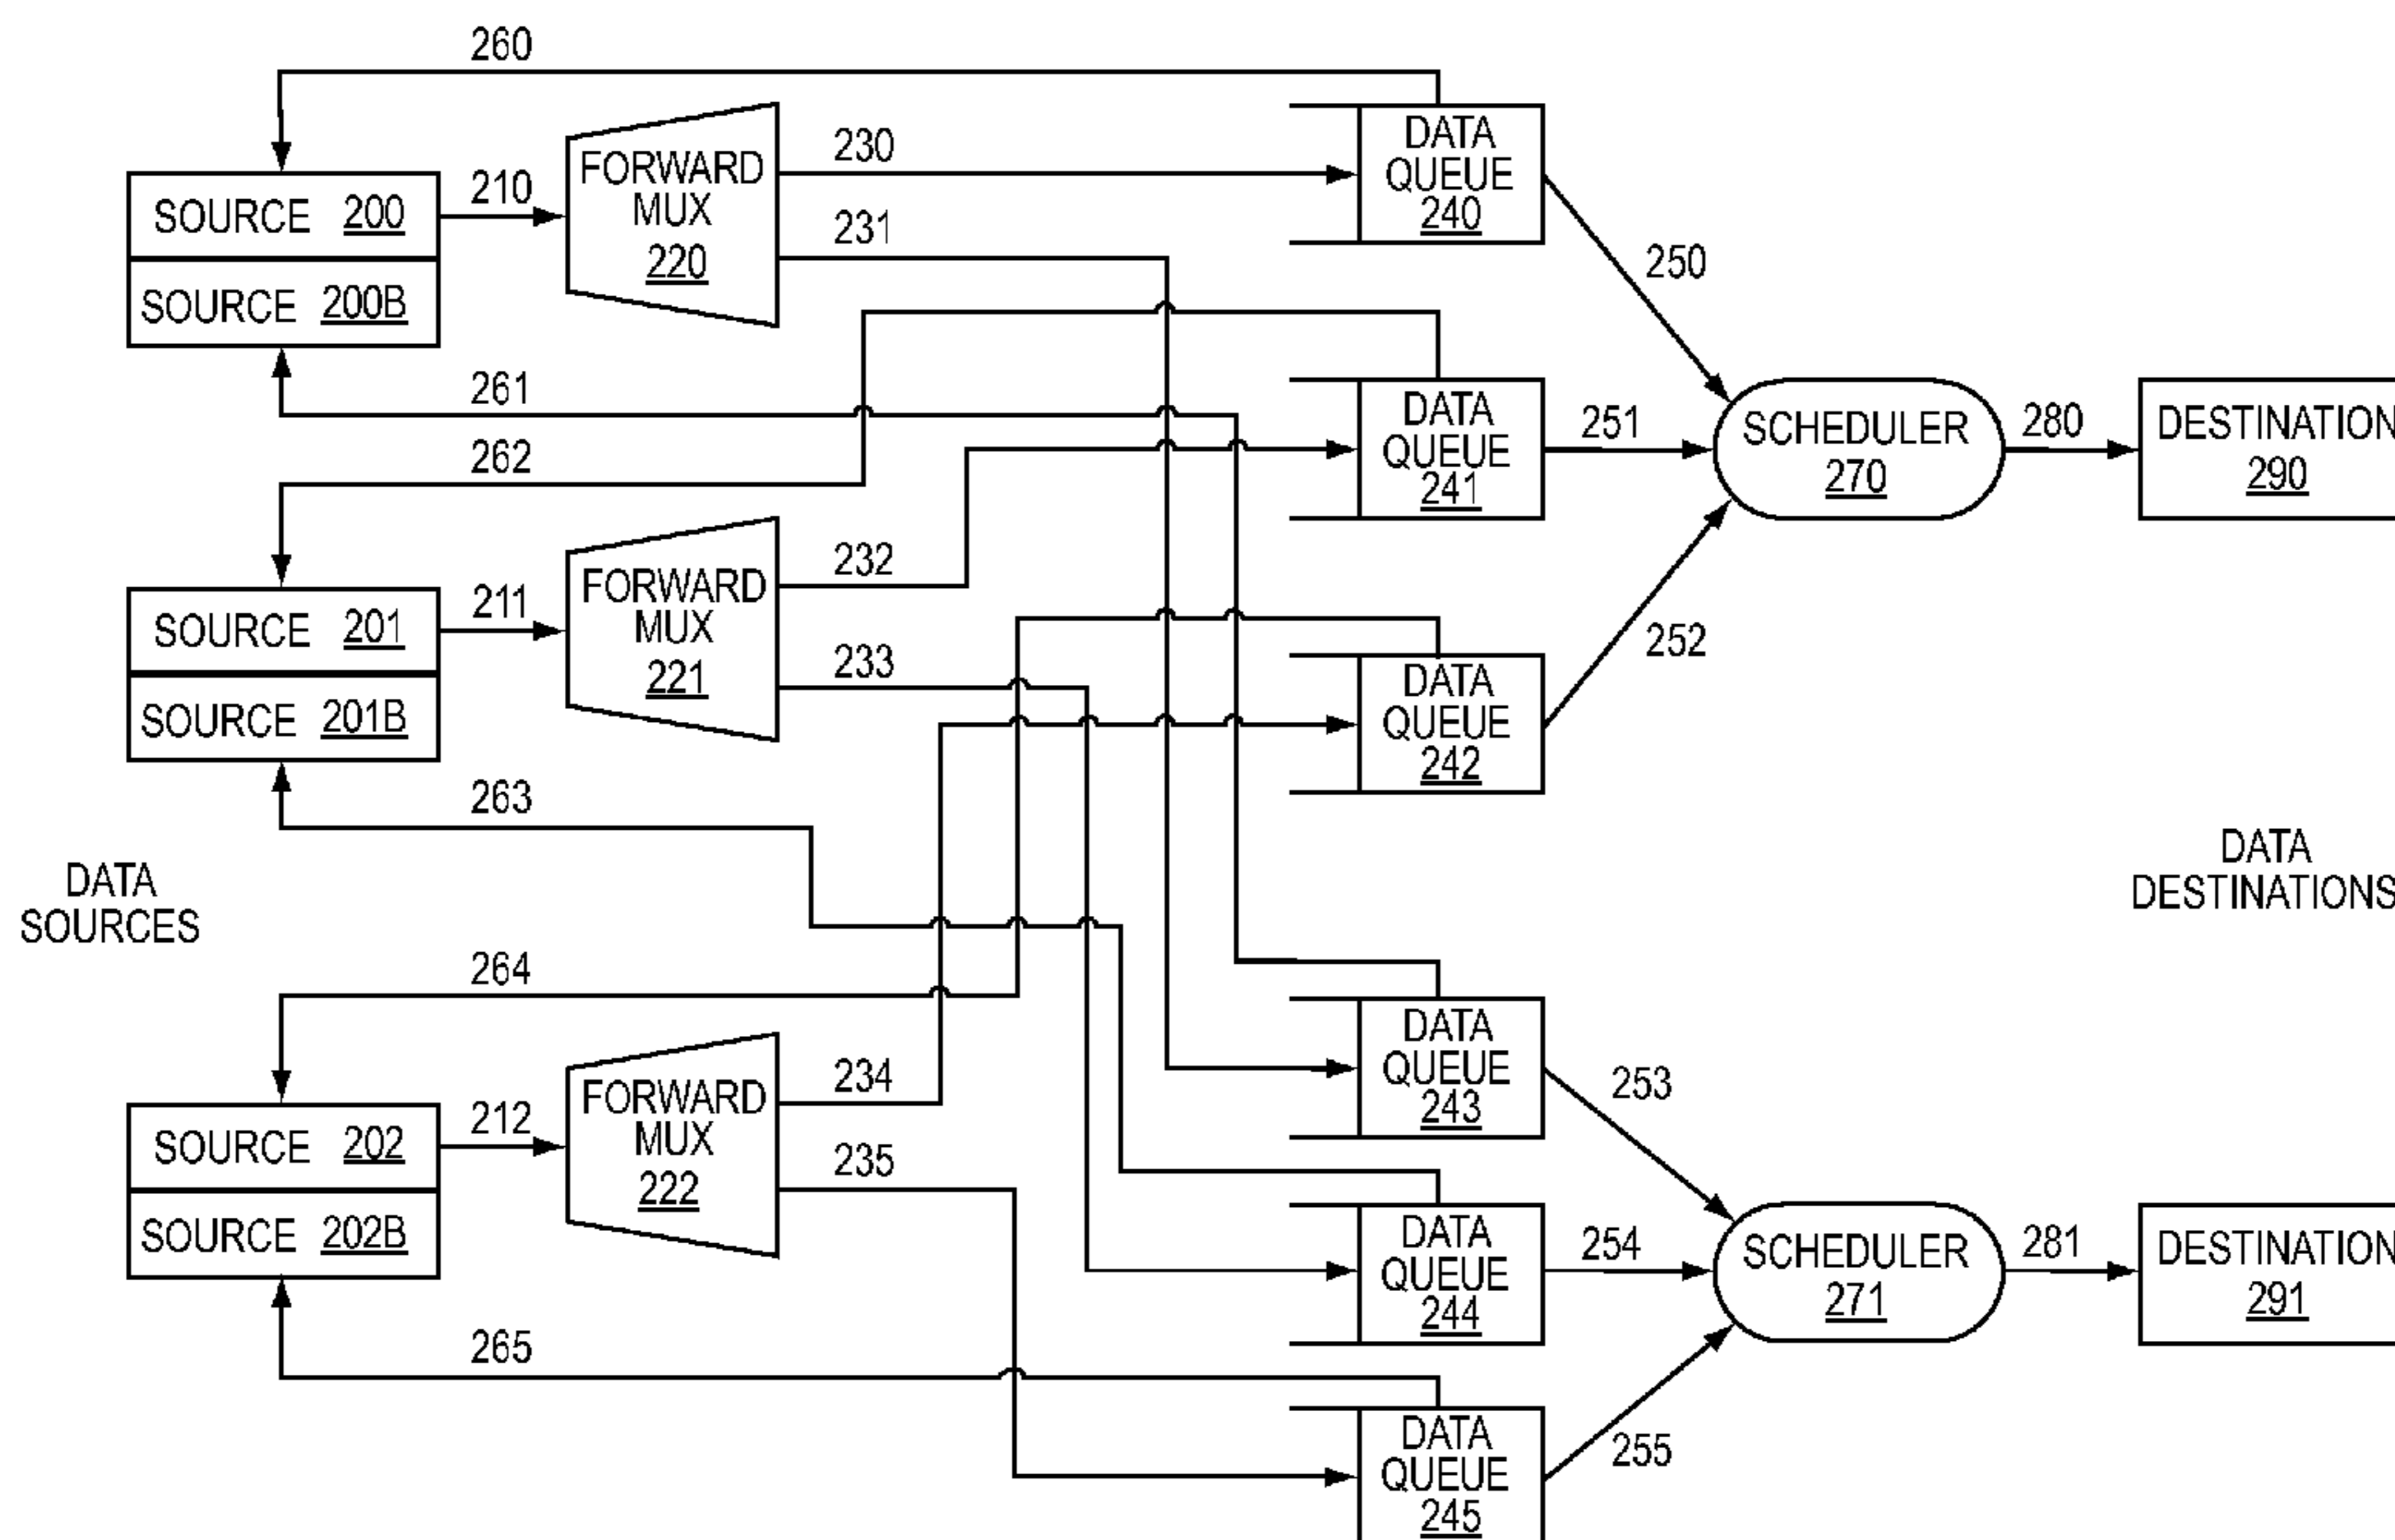 260
FORWARD
MUX
220
230
231
DATA
QUEUE
240
250
SOURCE 200
SOURCE 200B
210
261
262
DATA
QUEUE
241
251
SCHEDULER
270
280
DESTINATION
290
SOURCE 201
SOURCE 201B
211
FORWARD
MUX
221
232
233
DATA
QUEUE
242
252
263
DATA
SOURCES
DATA
DESTINATIONS
264
SOURCE 202
SOURCE 202B
212
FORWARD
MUX
222
234
235
DATA
QUEUE
243
253
DATA
QUEUE
244
254
SCHEDULER
271
281
DESTINATION
291
265
DATA
QUEUE
245
255